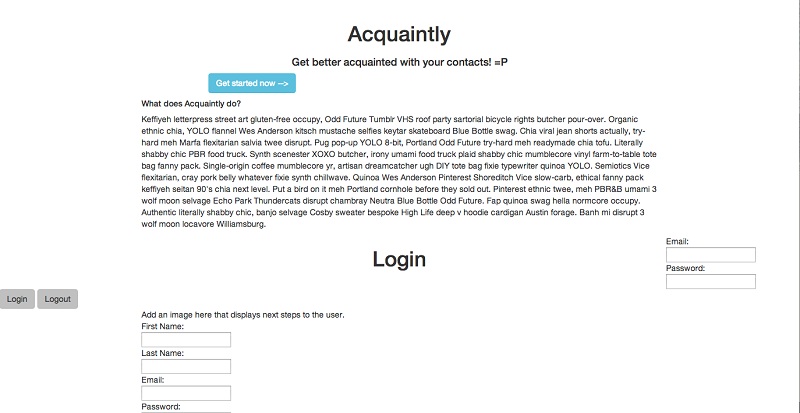 Acquaintly
Get better acquainted with your contacts! =P
Get started now -->
What does Acquaintly do?
Keffiyeh letterpress street art gluten-free occupy, Odd Future Tumblr VHS roof party sartorial bicycle rights butcher pour-over. Organic
ethnic chia, YOLO flannel Wes Anderson kitsch mustache selfies keytar skateboard Blue Bottle swag. Chia viral jean shorts actually, try-
hard meh Marfa flexitarian salvia twee disrupt. Pug pop-up YOLO 8-bit, Portland Odd Future try-hard meh readymade chia tofu. Literally
shabby chic PBR food truck. Synth scenester XOXO butcher, irony umami food truck plaid shabby chic mumblecore vinyl farm-to-table tote
bag fanny pack. Single-origin coffee mumblecore yr, artisan dreamcatcher ugh DIY tote bag fixie typewriter quinoa YOLO. Semiotics Vice
flexitarian, cray pork belly whatever fixie synth chillwave. Quinoa Wes Anderson Pinterest Shoreditch Vice slow-carb, ethical fanny pack
keffiyeh seitan 90's chia next level. Put a bird on it meh Portland cornhole before they sold out. Pinterest ethnic twee, meh PBR&B umami 3
wolf moon selvage Echo Park Thundercats disrupt chambray Neutra Blue Bottle Odd Future. Fap quinoa swag hella normcore occupy.
Authentic literally shabby chic, banjo selvage Cosby sweater bespoke High Life deep v hoodie cardigan Austin forage. Banh mi disrupt 3
wolf moon locavore Williamsburg.
Login
Email:
Password:
Login
Logout
Add an image here that displays next steps to the user.
First Name:
Last Name:
Email:
Password: